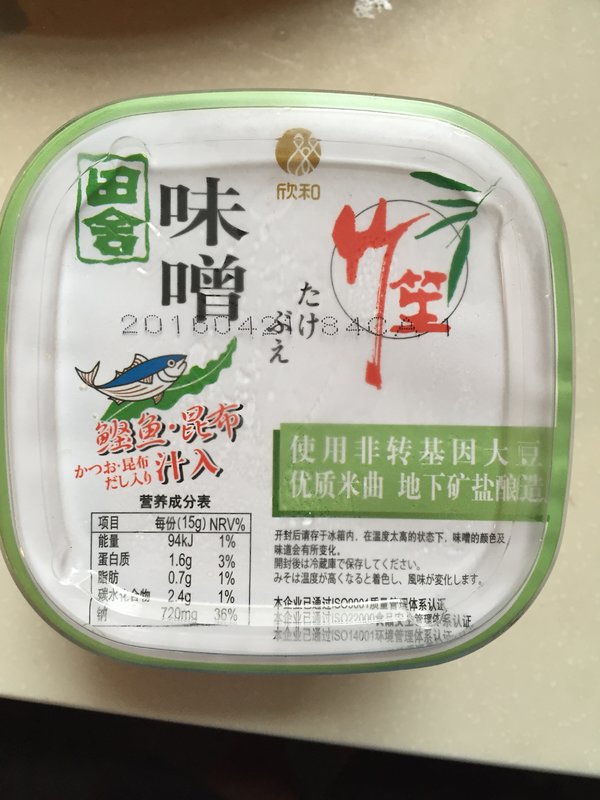 欣和
田舍
味噌
竹笙
たけぶえ
鲣鱼·昆布
かつお·昆布
だし入り
汁入
使用非转基因大豆
优质米曲 地下矿盐酿造
营养成分表
项目 每份(15g) NRV%
能量 94kJ 1%
蛋白质 1.6g 3%
脂肪 0.7g 1%
碳水化合物 2.4g 1%
钠 720mg 36%
开封后请存于冰箱内，在温度太高的状态下，味噌的颜色及
味道会有所变化。
開封後は冷蔵庫で保存してください。
みそは温度が高くなると着色し、風味が変化します。
本企业已通过ISO9001质量管理体系认证
本企业已通过ISO22000食品安全管理体系认证
本企业已通过ISO14001环境管理体系认证